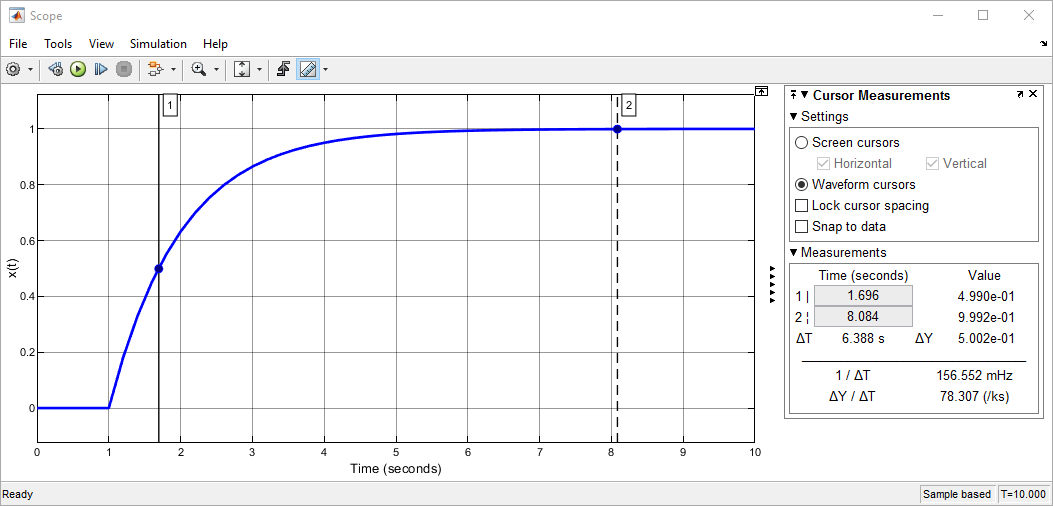 Scope
File Tools View Simulation Help
1 2
1
0.8
0.6
0.4
0.2
0
x(t)
0 1 2 3 4 5 6 7 8 9 10
Time (seconds)
Cursor Measurements
Settings
Screen cursors
Horizontal Vertical
Waveform cursors
Lock cursor spacing
Snap to data
Measurements
Time (seconds) Value
1 | 1.696 4.990e-01
2 ¦ 8.084 9.992e-01
ΔT 6.388 s ΔY 5.002e-01
1 / ΔT 156.552 mHz
ΔY / ΔT 78.307 (/ks)
Ready Sample based T=10.000